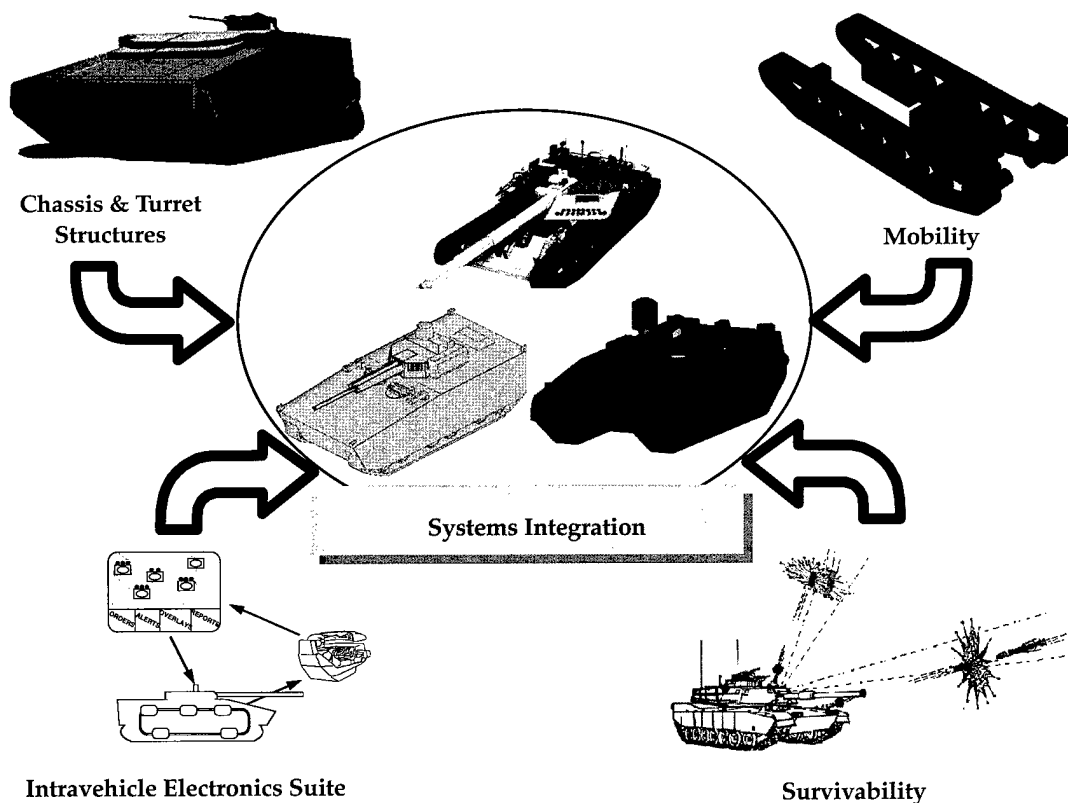 Chassis & Turret
Structures
Mobility
Systems Integration
ORDERS
ALERTS
OVERLAYS
REPORTS
Intravehicle Electronics Suite
Survivability